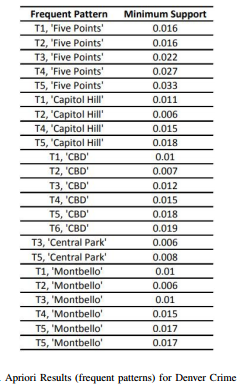 Frequent Pattern Minimum Support
T1, 'Five Points' 0.016
T2, 'Five Points' 0.016
T3, 'Five Points' 0.022
T4, 'Five Points' 0.027
T5, 'Five Points' 0.033
T1, 'Capitol Hill' 0.011
T2, 'Capitol Hill' 0.006
T4, 'Capitol Hill' 0.015
T5, 'Capitol Hill' 0.018
T1, 'CBD' 0.01
T2, 'CBD' 0.007
T3, 'CBD' 0.012
T4, 'CBD' 0.015
T5, 'CBD' 0.018
T6, 'CBD' 0.019
T3, 'Central Park' 0.006
T5, 'Central Park' 0.008
T1, 'Montbello' 0.01
T2, 'Montbello' 0.006
T3, 'Montbello' 0.01
T4, 'Montbello' 0.015
T5, 'Montbello' 0.017
T5, 'Montbello' 0.017
. Apriori Results (frequent patterns) for Denver Crime